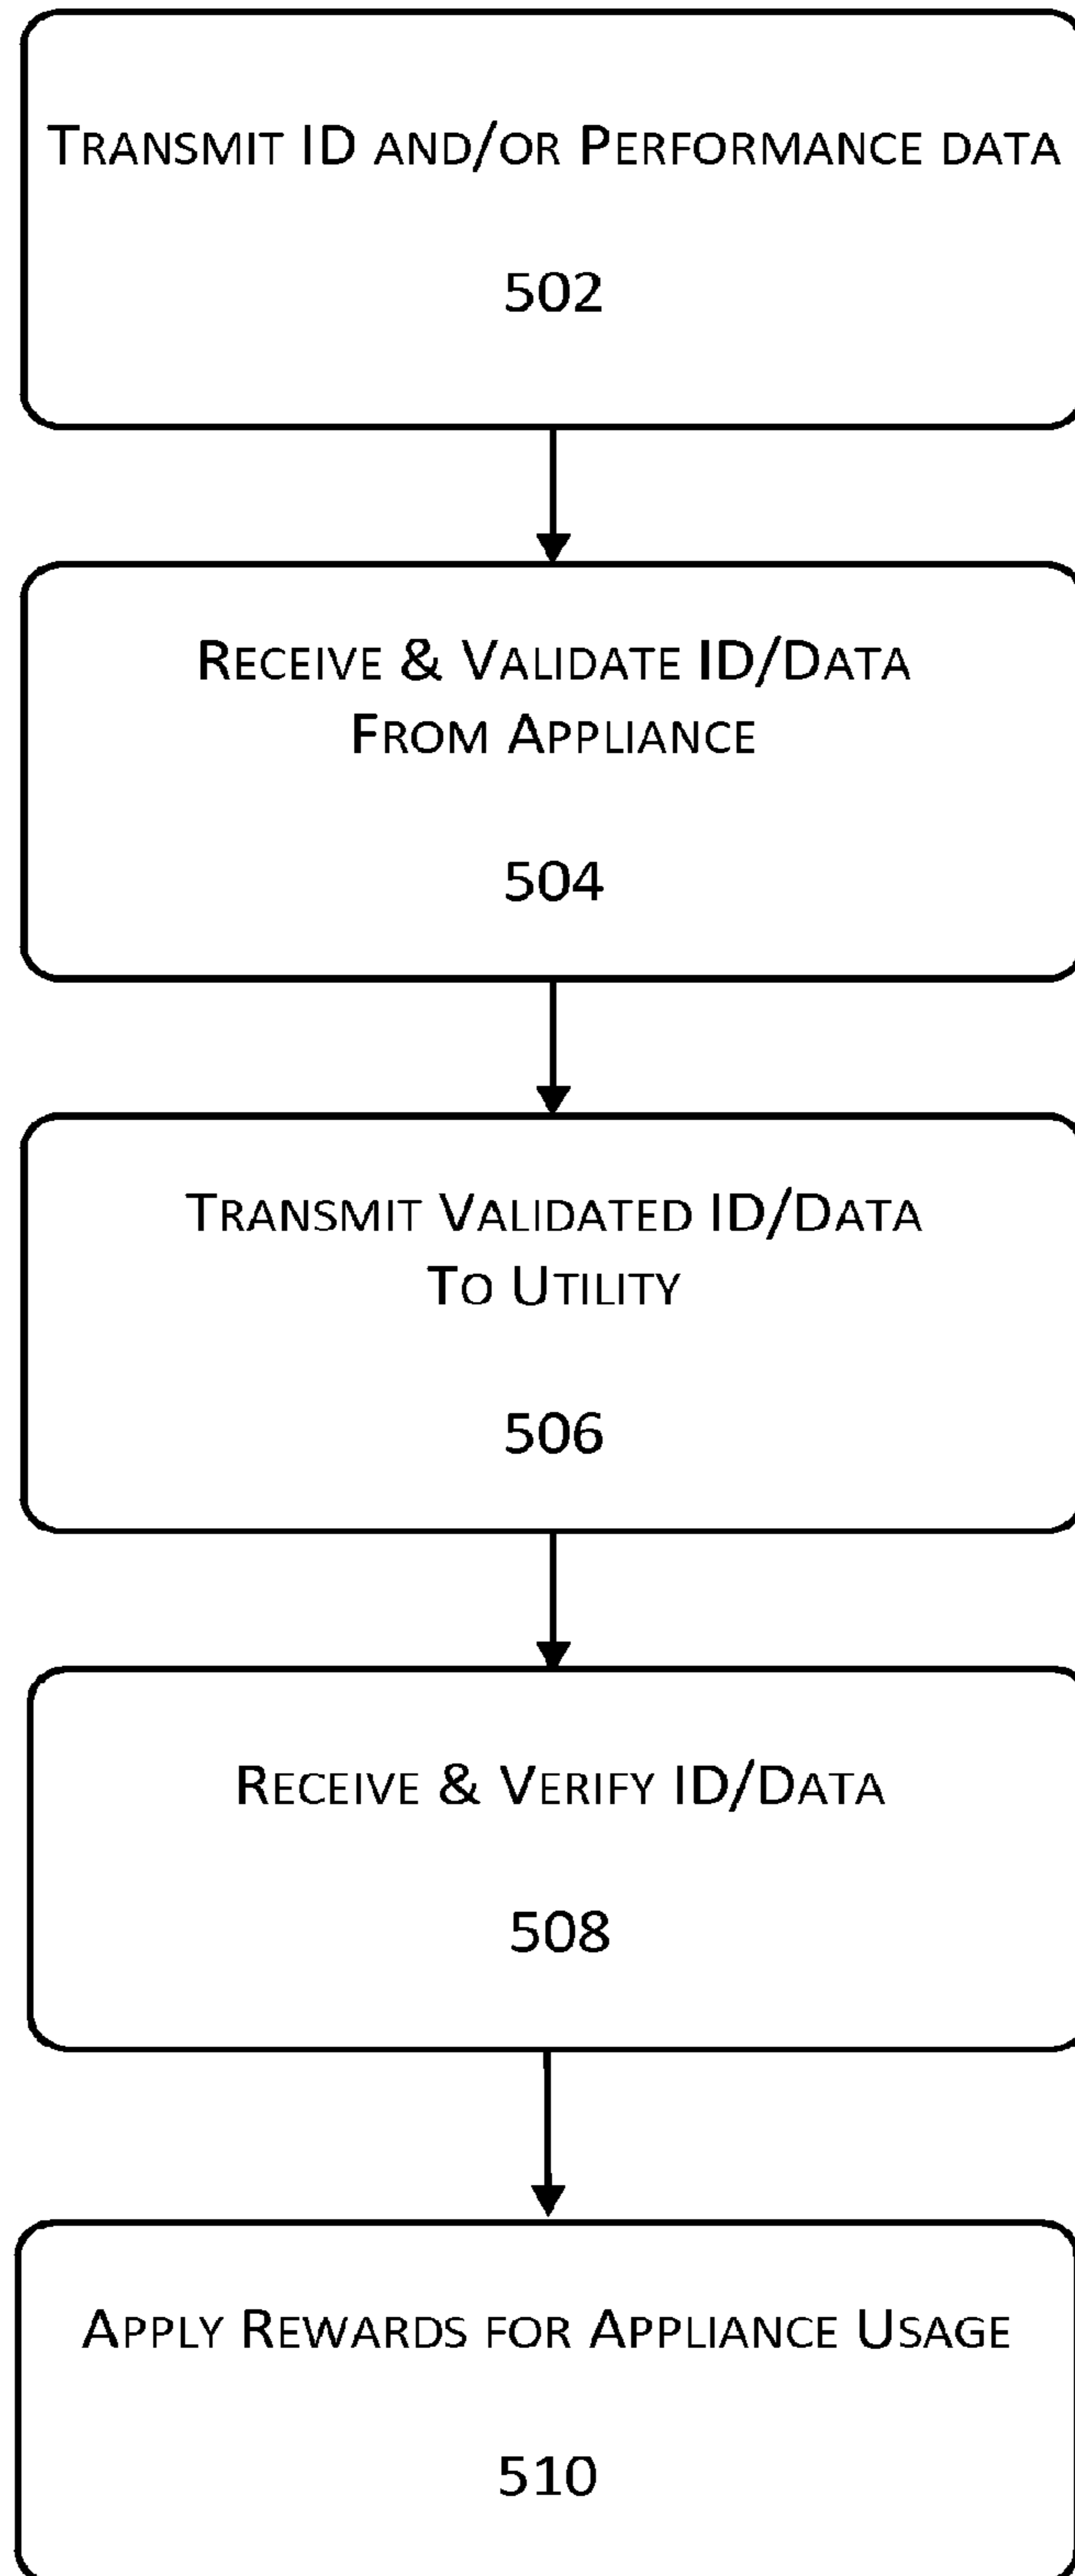 TRANSMIT ID AND/OR PERFORMANCE DATA
502
RECEIVE & VALIDATE ID/DATA
FROM APPLIANCE
504
TRANSMIT VALIDATED ID/DATA
TO UTILITY
506
RECEIVE & VERIFY ID/DATA
508
APPLY REWARDS FOR APPLIANCE USAGE
510